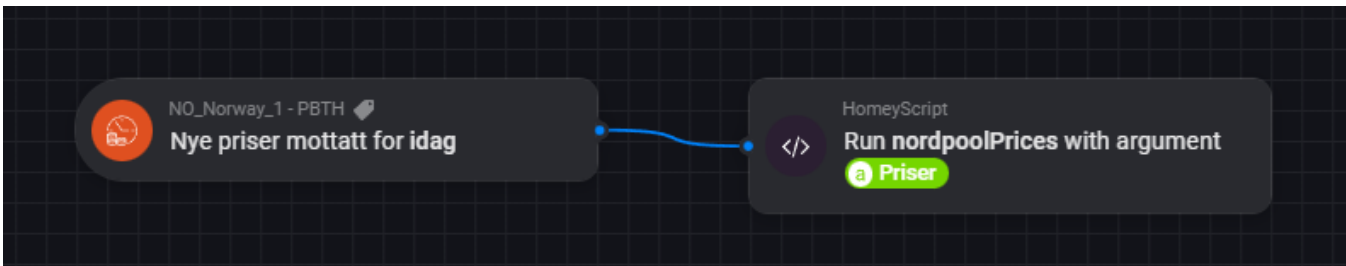 NO_Norway_1 - PBTH
Nye priser mottatt for idag
HomeyScript
Run nordpoolPrices with argument
a Priser